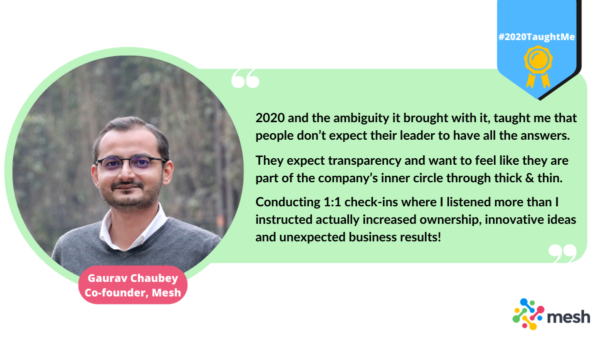 #2020TaughtMe
2020 and the ambiguity it brought with it, taught me that
people don’t expect their leader to have all the answers.
They expect transparency and want to feel like they are
part of the company’s inner circle through thick & thin.
Conducting 1:1 check-ins where I listened more than I
instructed actually increased ownership, innovative ideas
and unexpected business results!
Gaurav Chaubey
Co-founder, Mesh
mesh